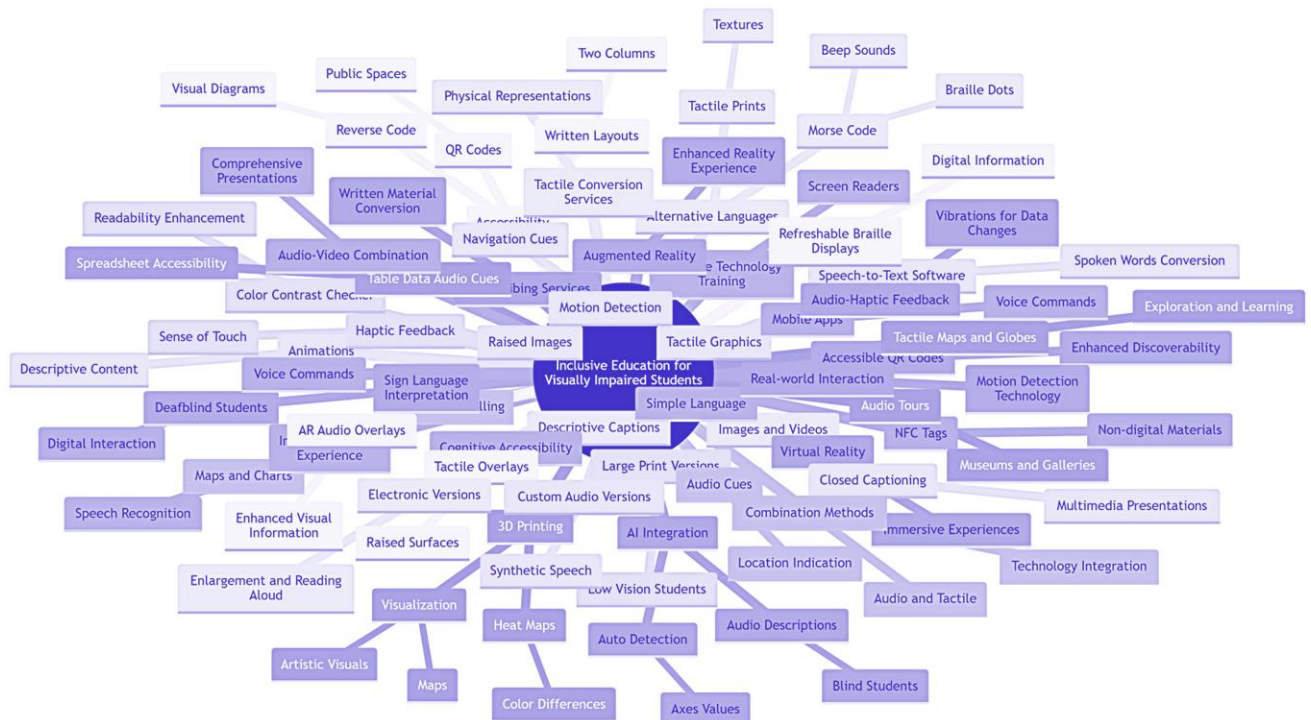 Textures
Two Columns
Beep Sounds
Public Spaces
Visual Diagrams
Physical Representations
Tactile Prints
Braille Dots
Reverse Code
Written Layouts
Morse Code
QR Codes
Enhanced Reality
Experience
Digital Information
Comprehensive
Presentations
Written Material
Conversion
Tactile Conversion
Services
Screen Readers
Readability Enhancement
Accessibility
Alternative Languages
Vibrations for Data
Changes
Navigation Cues
Refreshable Braille
Displays
Audio-Video Combination
Augmented Reality
Spreadsheet Accessibility
Table Data Audio Cues
Technology
Training
Speech-to-Text Software
Spoken Words Conversion
Services
Color Contrast Checker
Motion Detection
Audio-Haptic Feedback
Voice Commands
Exploration and Learning
Mobile Apps
Sense of Touch
Haptic Feedback
Raised Images
Tactile Graphics
Tactile Maps and Globes
Enhanced Discoverability
Animations
Accessible QR Codes
Descriptive Content
Inclusive Education for
Visually Impaired Students
Voice Commands
Sign Language
Interpretation
Real-world Interaction
Motion Detection
Technology
Deafblind Students
Simple Language
Audio Tours
AR Audio Overlays
Descriptive Captions
Images and Videos
NFC Tags
Non-digital Materials
Digital Interaction
Experience
Cognitive Accessibility
Virtual Reality
Museums and Galleries
Tactile Overlays
Large Print Versions
Maps and Charts
Audio Cues
Closed Captioning
Electronic Versions
Custom Audio Versions
Multimedia Presentations
Speech Recognition
Enhanced Visual
Information
Combination Methods
3D Printing
AI Integration
Immersive Experiences
Raised Surfaces
Location Indication
Technology Integration
Synthetic Speech
Enlargement and Reading
Aloud
Low Vision Students
Audio and Tactile
Visualization
Heat Maps
Auto Detection
Audio Descriptions
Artistic Visuals
Maps
Blind Students
Color Differences
Axes Values